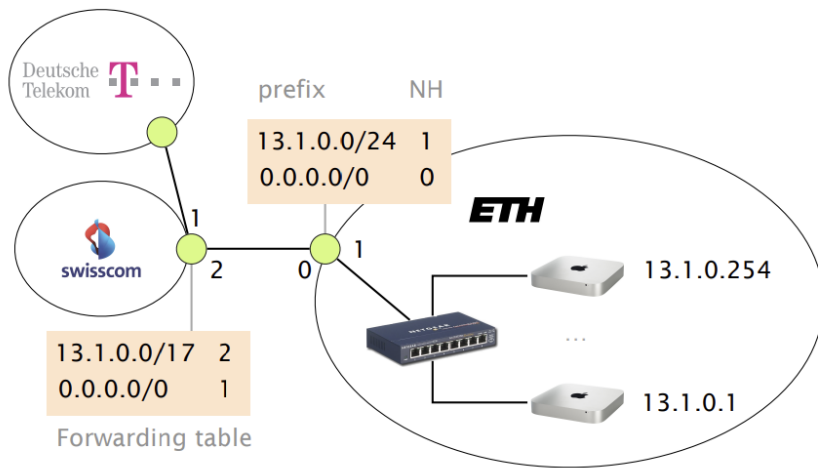 Deutsche
Telekom
T
prefix NH
13.1.0.0/24 1
0.0.0.0/0 0
ETH
1
swisscom
2
0
1
13.1.0.254
...
13.1.0.1
NETGEAR
13.1.0.0/17 2
0.0.0.0/0 1
Forwarding table